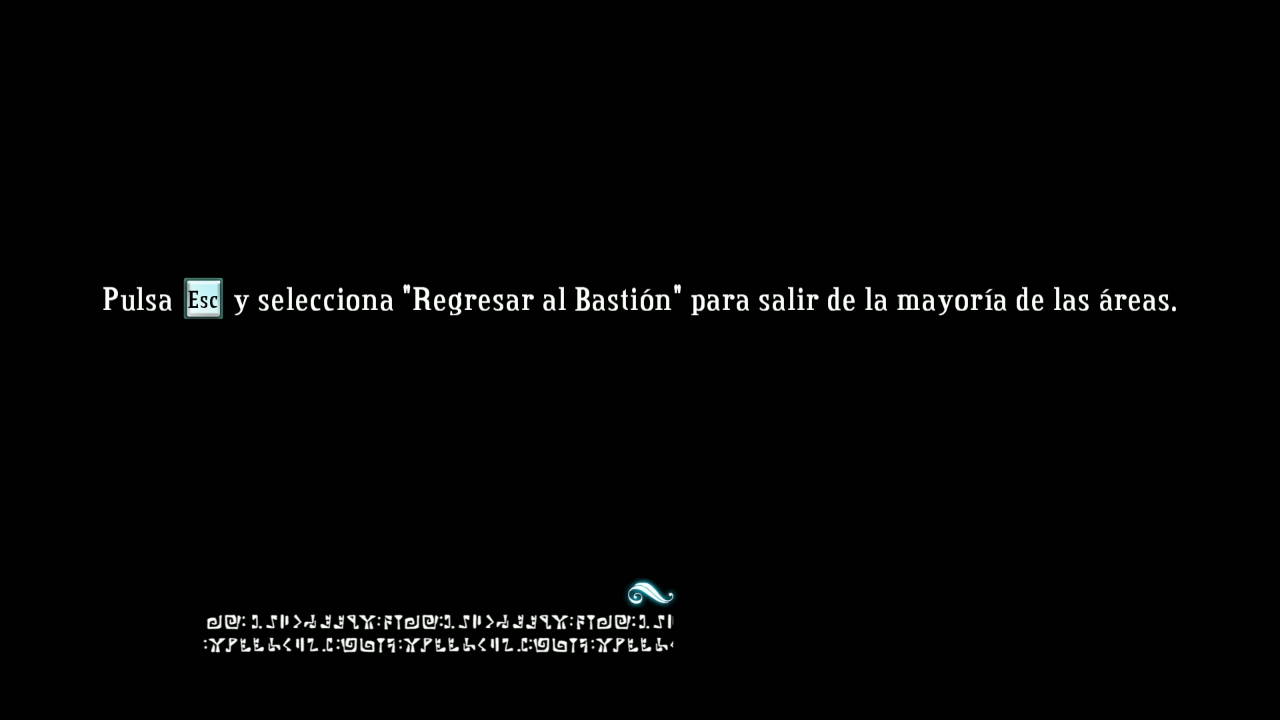 Pulsa Esc y selecciona "Regresar al Bastión" para salir de la mayoría de las áreas.